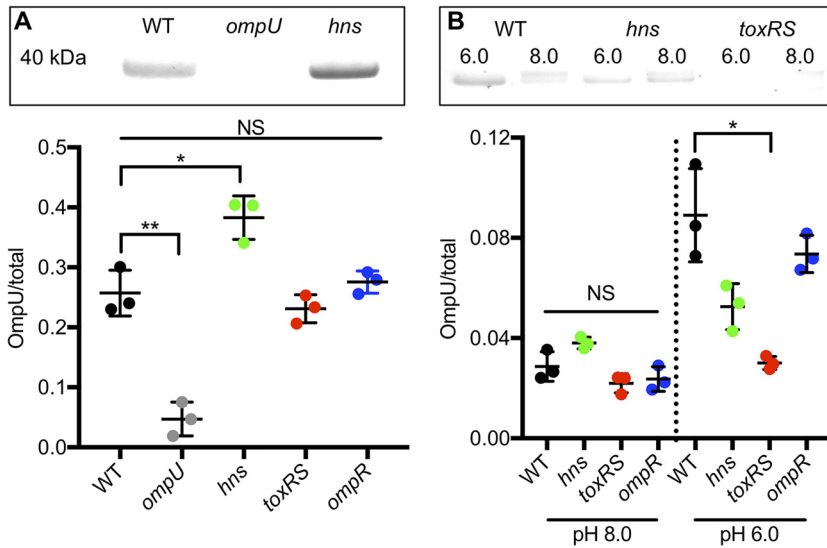 A
WT ompU hns
40 kDa
NS
*
**
0.5
0.4
0.3
0.2
0.1
0.0
OmpU/total
WT ompU hns toxRS ompR
B
WT hns toxRS
6.0 8.0 6.0 8.0 6.0 8.0
*
NS
0.12
0.08
0.04
0.00
OmpU/total
WT hns toxRS ompR WT hns toxRS ompR
pH 8.0 pH 6.0